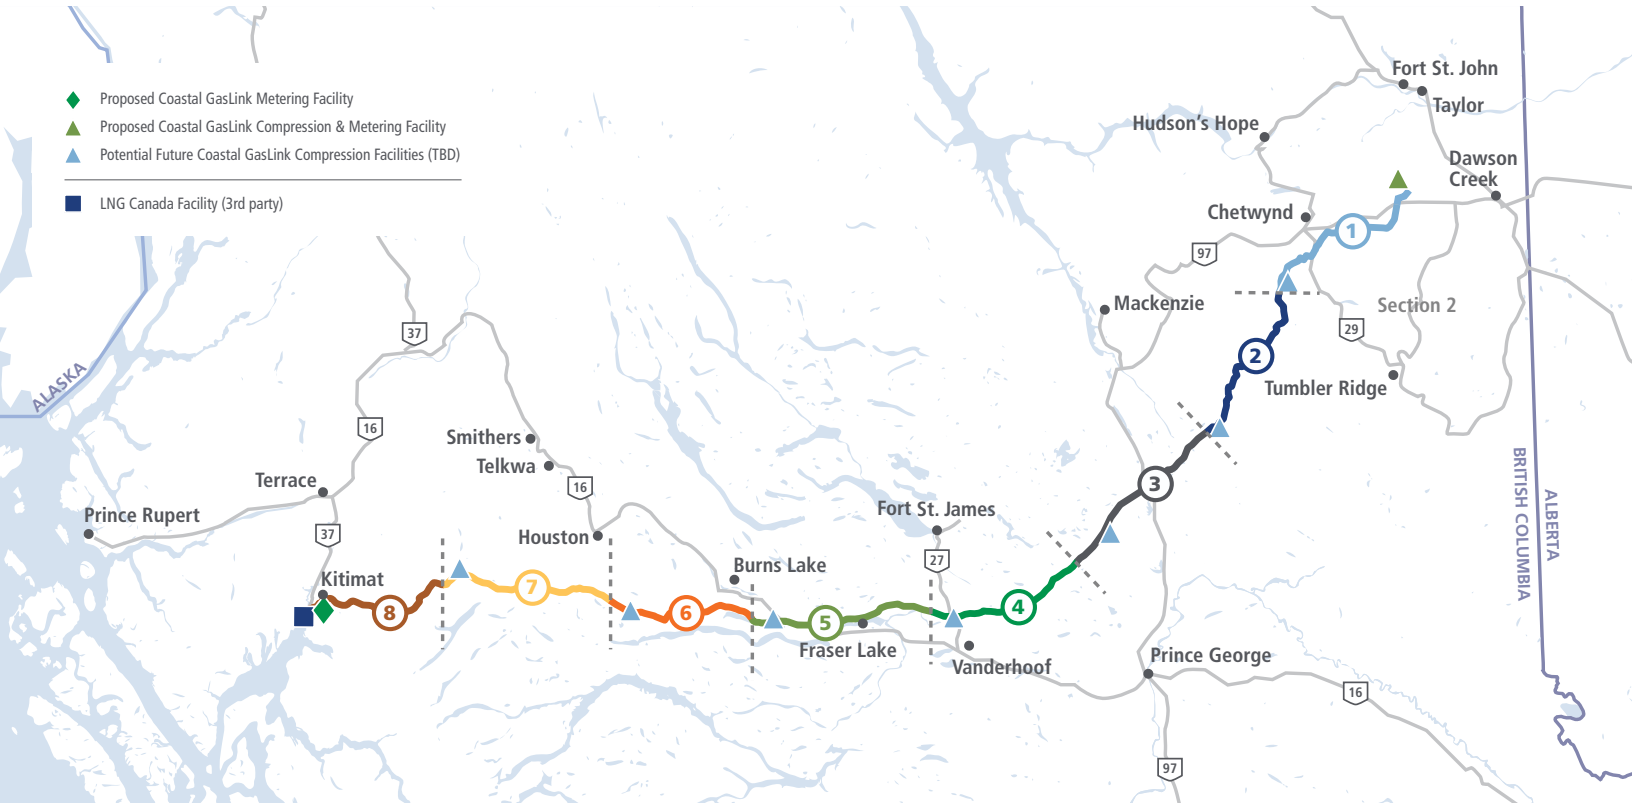 Proposed Coastal GasLink Metering Facility
Proposed Coastal GasLink Compression & Metering Facility
Potential Future Coastal GasLink Compression Facilities (TBD)
LNG Canada Facility (3rd party)
Fort St. John
Taylor
Hudson's Hope
Dawson
Creek
Chetwynd
1
97
Mackenzie
Section 2
29
37
2
ALASKA
Tumbler Ridge
16
Smithers
Telkwa
Terrace
16
3
BRITISH COLUMBIA
ALBERTA
Prince Rupert
Fort St. James
37
Houston
27
Burns Lake
Kitimat
7
8
6
5
4
Fraser Lake
Vanderhoof
Prince George
16
97